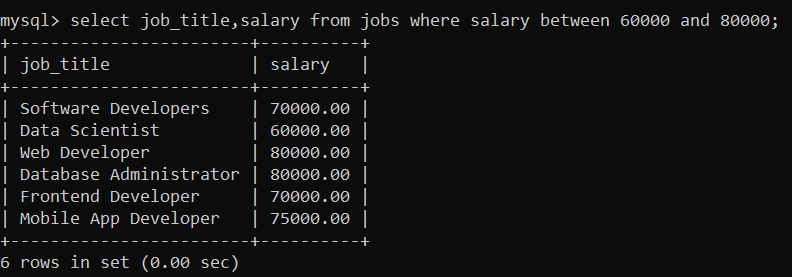 mysql> select job_title,salary from jobs where salary between 60000 and 80000;
+------------------------+----------+
| job_title              | salary   |
+------------------------+----------+
| Software Developers    | 70000.00 |
| Data Scientist         | 60000.00 |
| Web Developer          | 80000.00 |
| Database Administrator | 80000.00 |
| Frontend Developer     | 70000.00 |
| Mobile App Developer   | 75000.00 |
+------------------------+----------+
6 rows in set (0.00 sec)